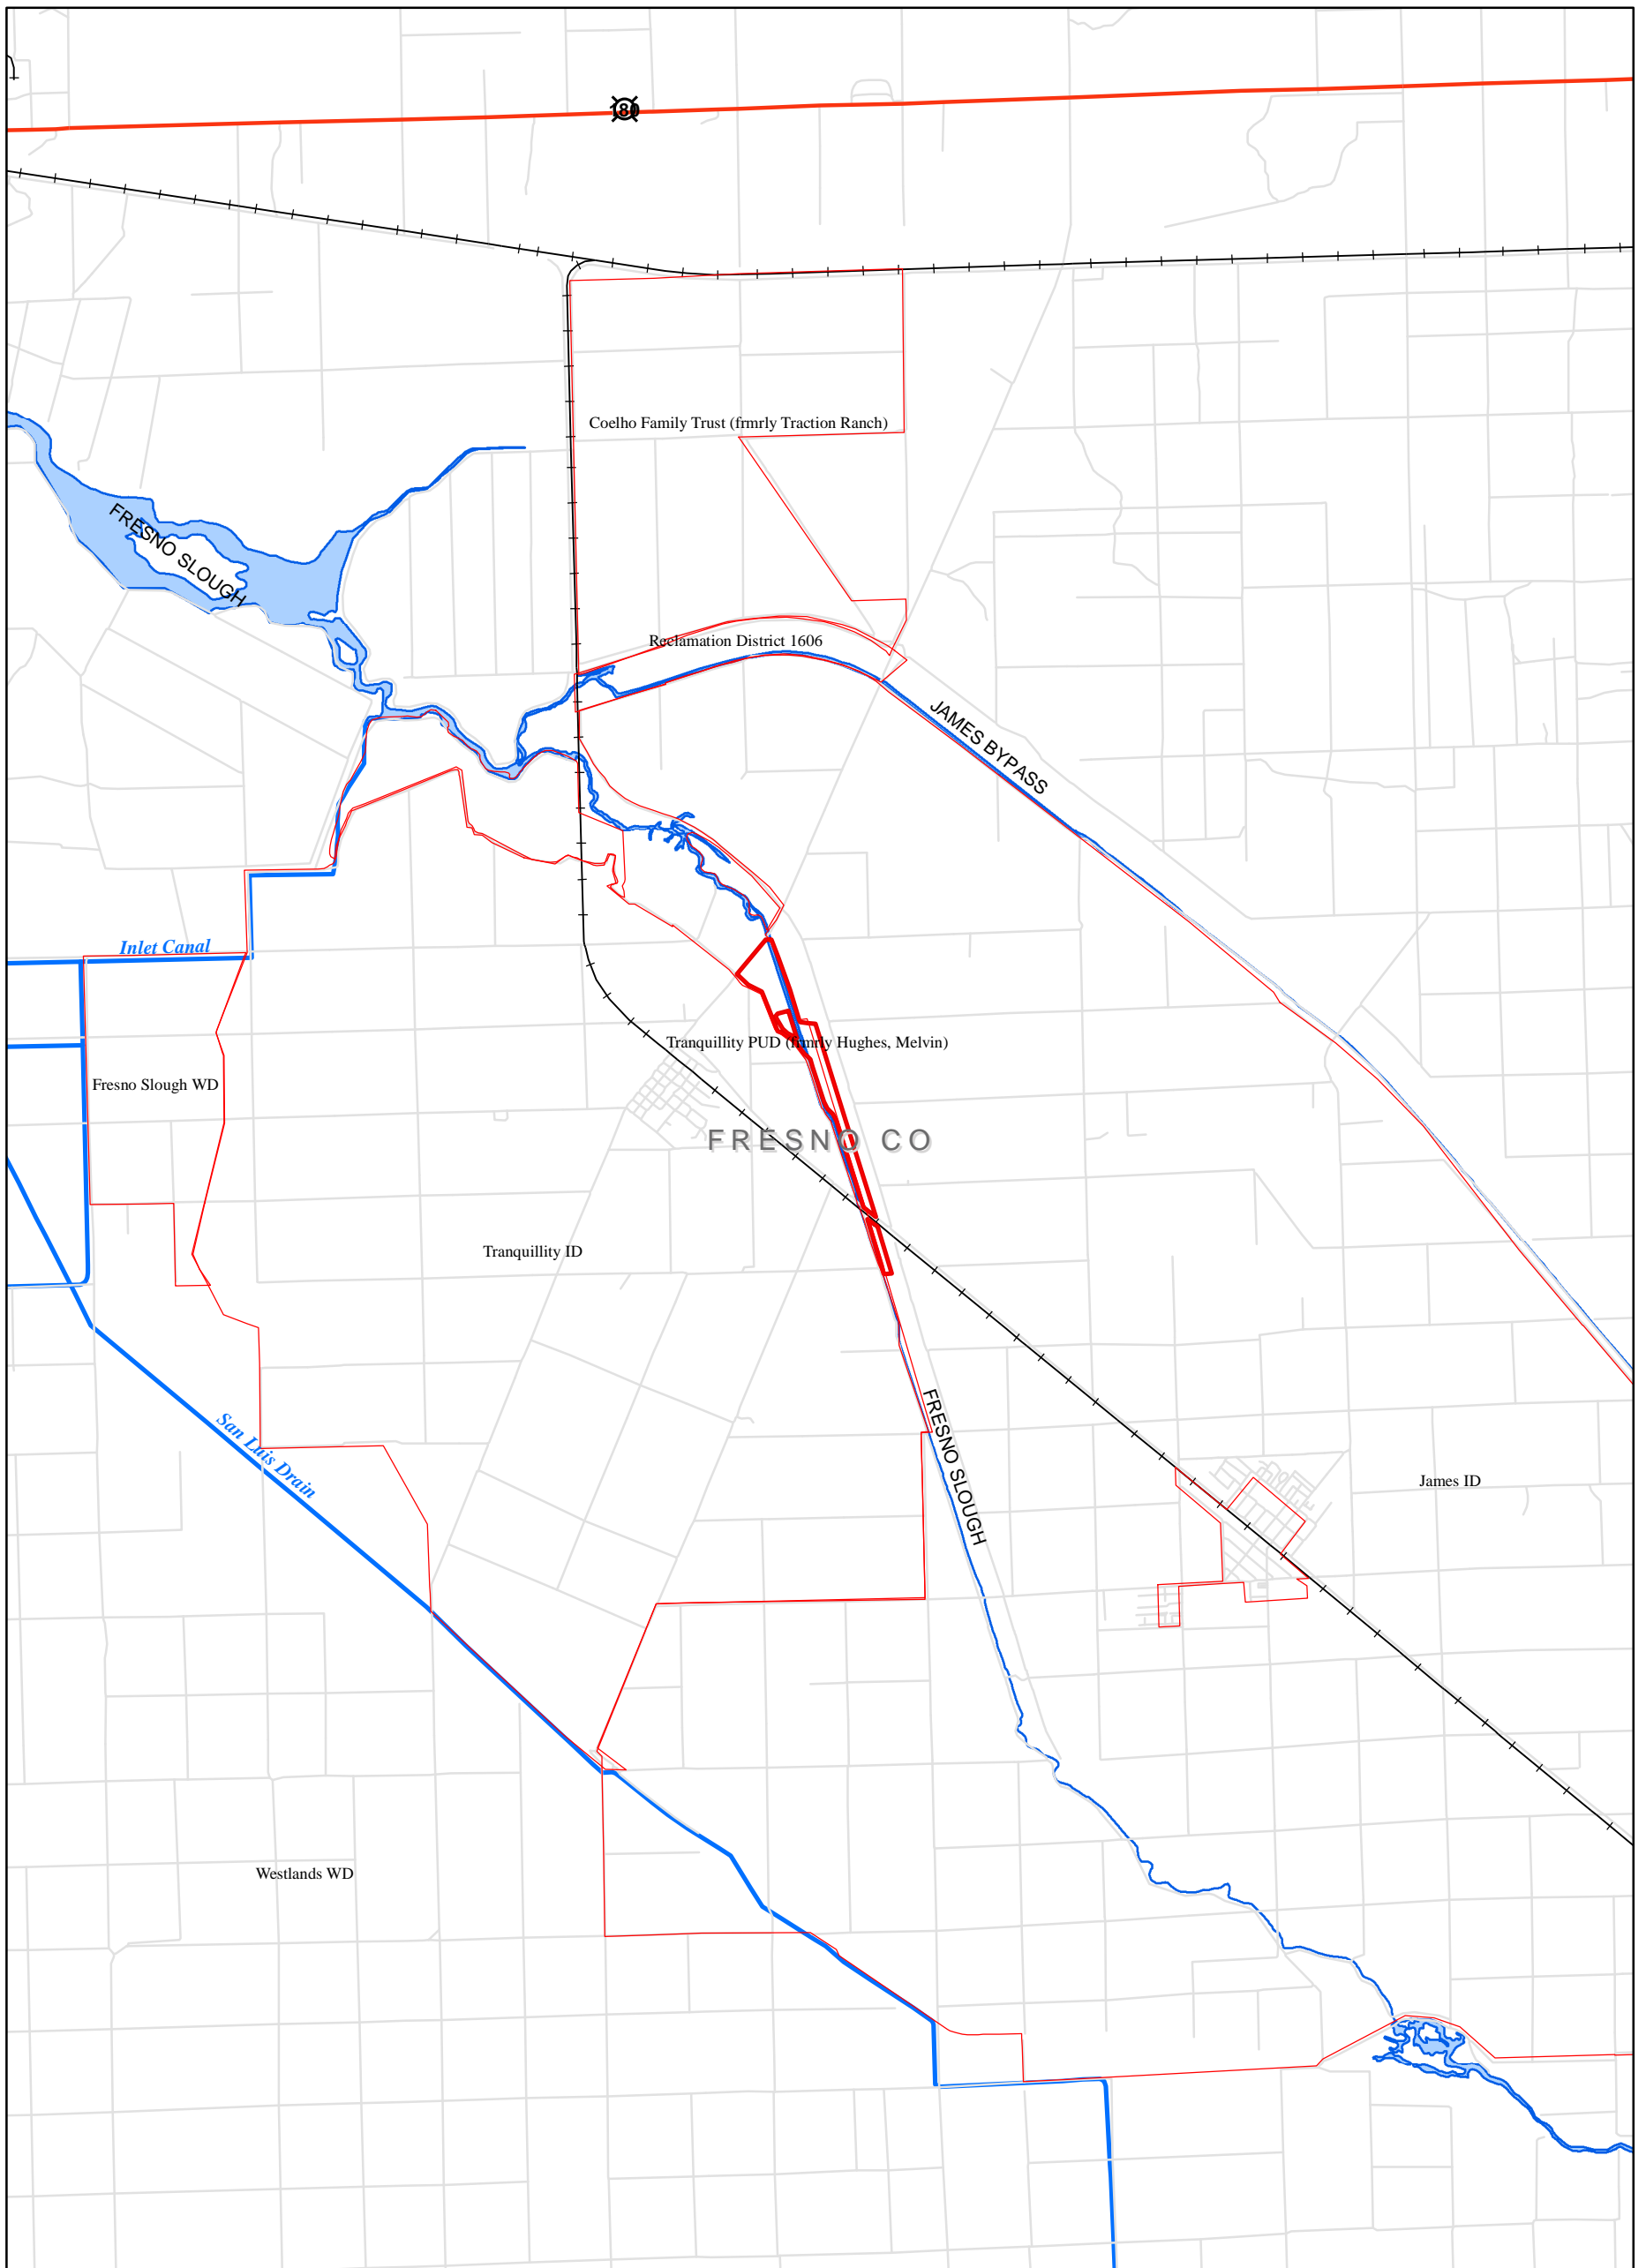 180
Coelho Family Trust (frmrly Traction Ranch)
FRESNO SLOUGH
Reclamation District 1606
JAMES BYPASS
Inlet Canal
Tranquillity PUD (frmrly Hughes, Melvin)
Fresno Slough WD
FRESNO CO
Tranquillity ID
FRESNO SLOUGH
San Luis Drain
James ID
Westlands WD